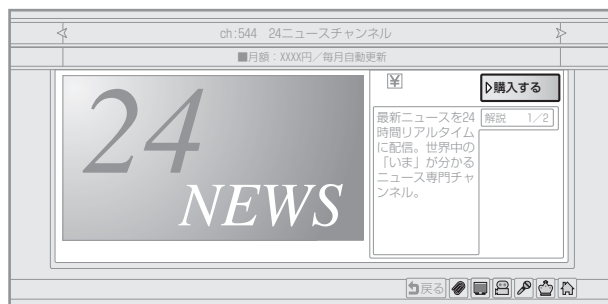 ch:544　24ニュースチャンネル
■月額：XXXX円／毎月自動更新
24
NEWS
¥
▷購入する
最新ニュースを24
時間リアルタイム
に配信。世界中の
「いま」が分かる
ニュース専門チャ
ンネル。
解説　1／2
戻る